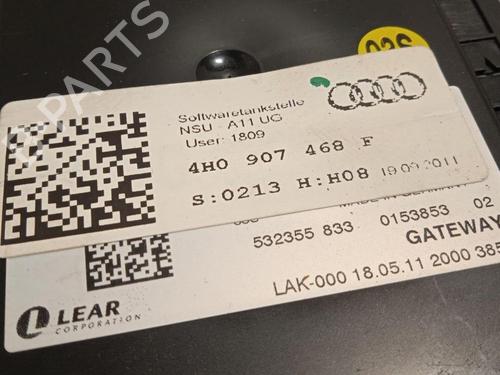 02S
Softwaretankstelle
NSU - A11 UG
User: 1809
4H0 907 468 F
S:0213 H:H08 19.09.2011
532355 833 0153853 02
GATEWAY
LAK-000 18.05.11 2000 385
LEAR
CORPORATION
B-PARTS